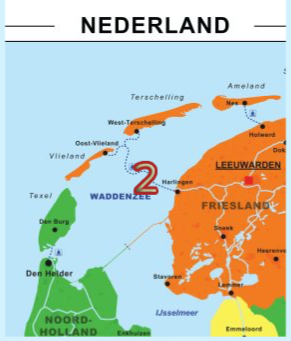 NEDERLAND
Ameland
Terschelling
Nes
West-Terschelling
Holwerd
Oost-Vlieland
Dok
Vlieland
LEEUWARDEN
2
Harlingen
Texel
WADDENZEE
FRIESLAND
Den Burg
Sneek
Heerenve
Den Helder
Stavoren
Lemmer
IJsselmeer
NOORD-
HOLLAND
Enkhuizen
Emmeloord